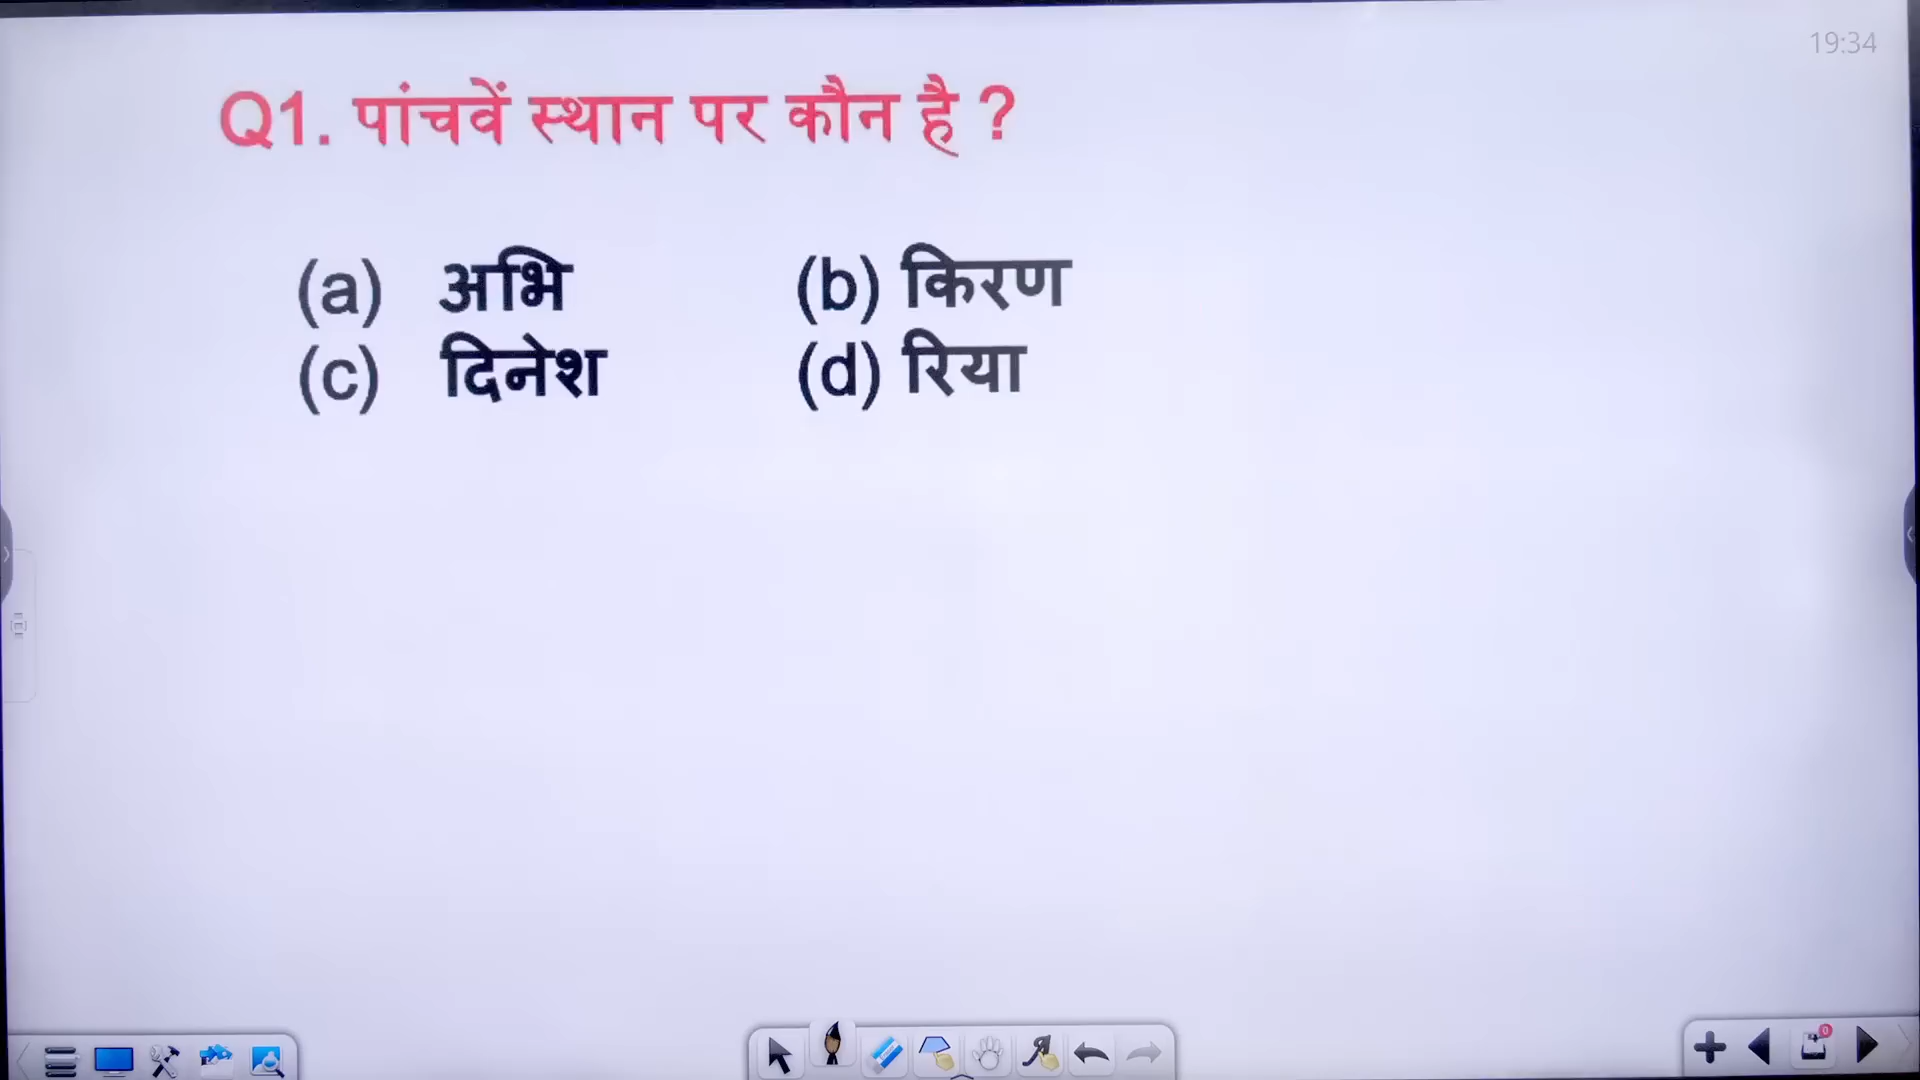 19:34
Q1. पांचवें स्थान पर कौन है ?
(a) अभि (b) किरण
(c) दिनेश (d) रिया